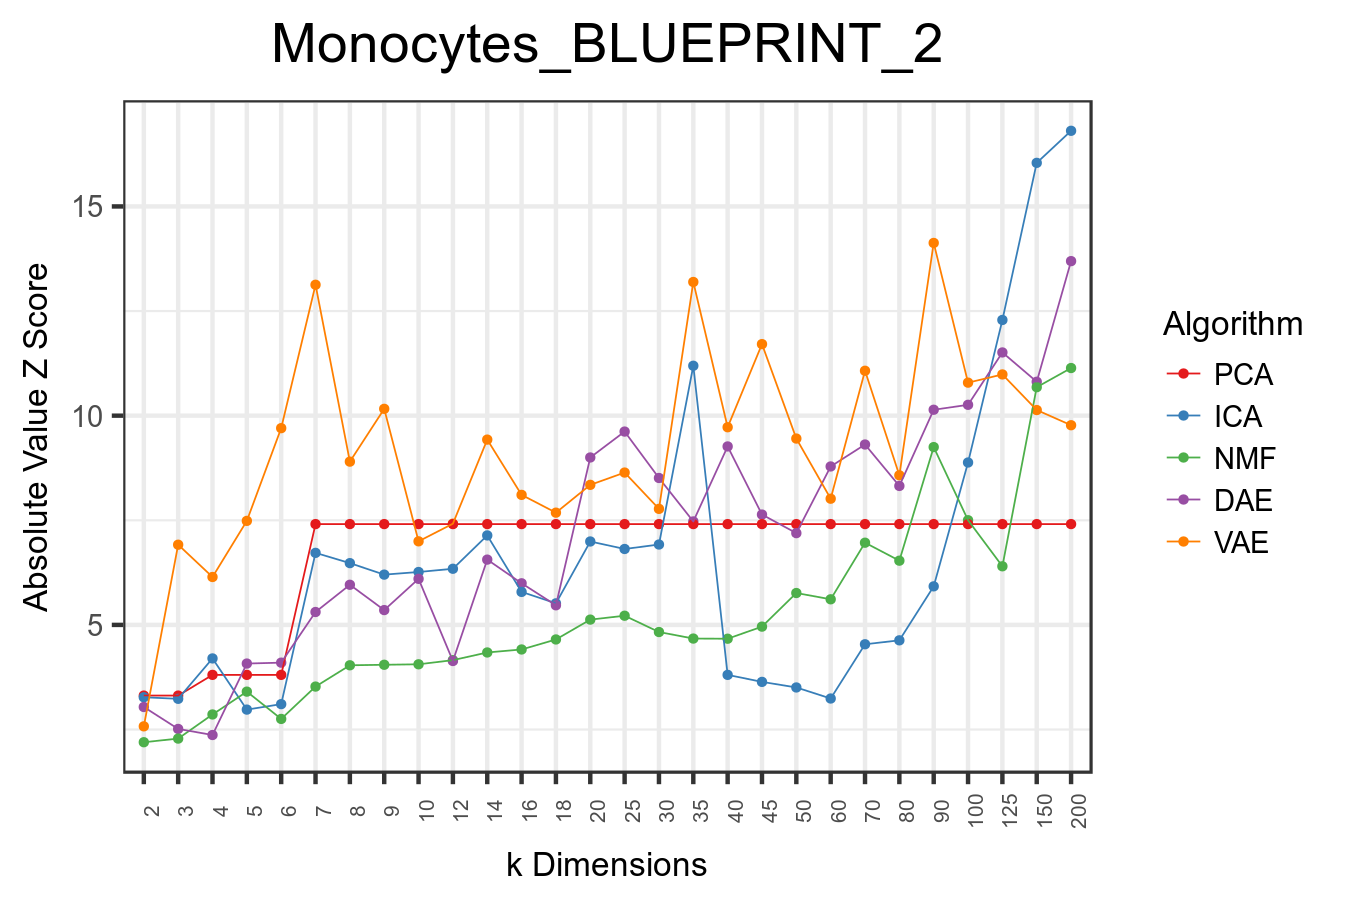 Monocytes_BLUEPRINT_2
Absolute Value Z Score
15
10
5
2 3 4 5 6 7 8 9 10 12 14 16 18 20 25 30 35 40 45 50 60 70 80 90 100 125 150 200
k Dimensions
Algorithm
PCA
ICA
NMF
DAE
VAE